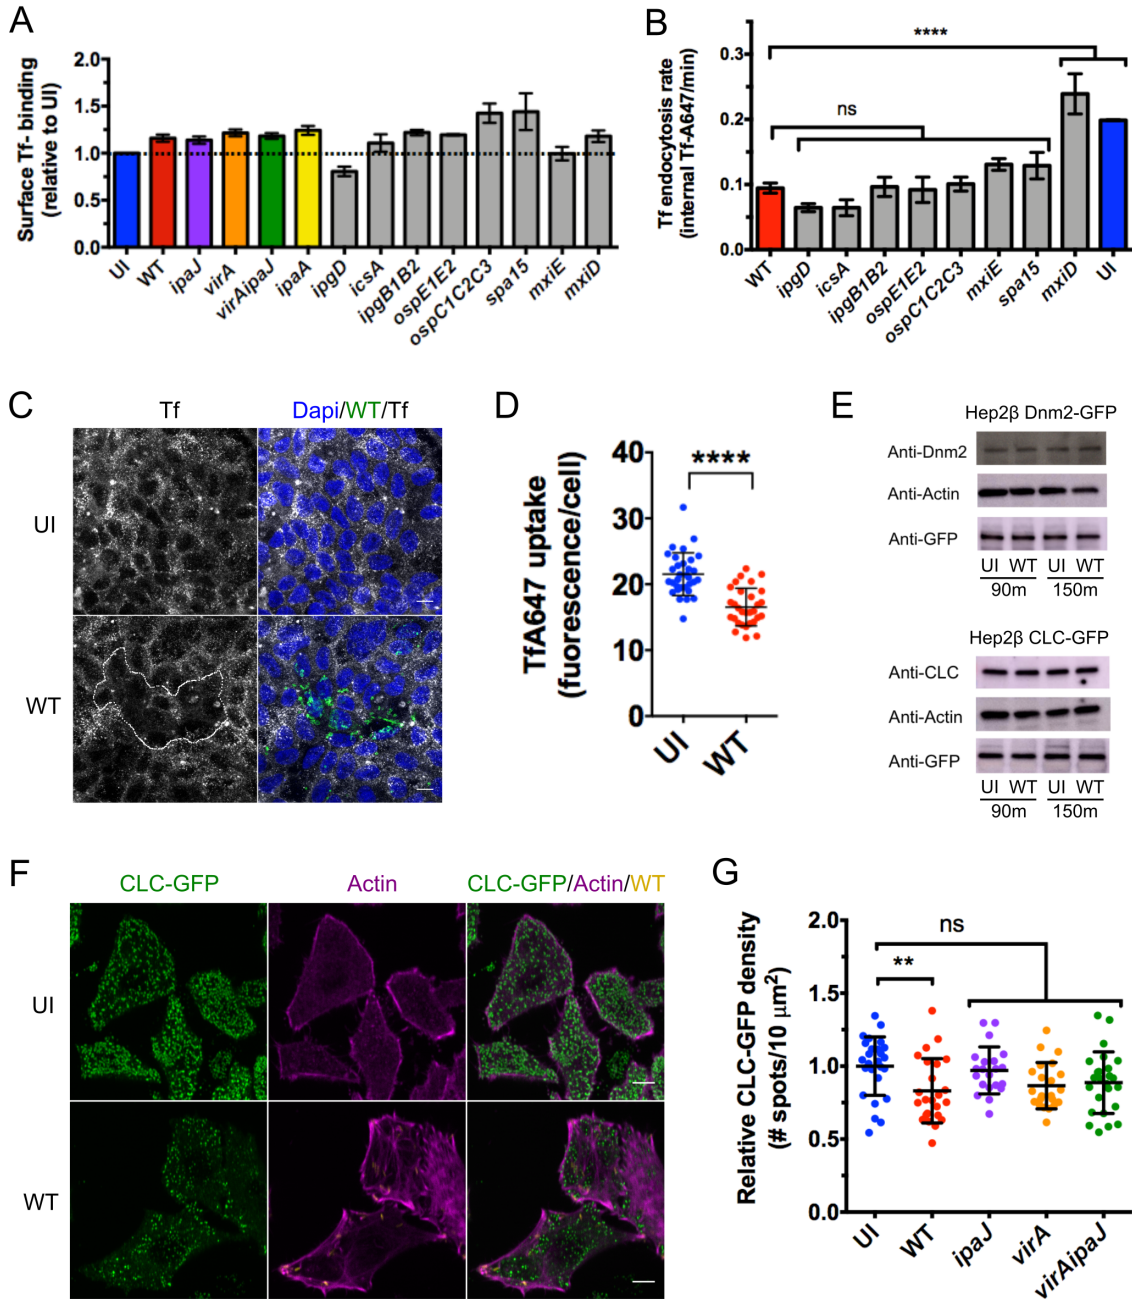 A
Surface Tf- binding
(relative to UI)
2.0
1.5
1.0
0.5
0.0
UI
WT
ipaJ
virA
virAipaJ
ipaA
ipgD
icsA
ipgB1B2
ospE1E2
ospC1C2C3
spa15
mxiE
mxiD
B
Tf endocytosis rate
(internal Tf-A647/min)
0.3
0.2
0.1
0.0
****
ns
WT
ipgD
icsA
ipgB1B2
ospE1E2
ospC1C2C3
mxiE
spa15
mxiD
UI
C
Tf
Dapi/WT/Tf
UI
WT
D
TfA647 uptake
(fuorescence/cell)
40
30
20
10
0
****
UI
WT
E
Hep2β Dnm2-GFP
Anti-Dnm2
Anti-Actin
Anti-GFP
UI WT UI WT
90m 150m
Hep2β CLC-GFP
Anti-CLC
Anti-Actin
Anti-GFP
UI WT UI WT
90m 150m
F
CLC-GFP
Actin
CLC-GFP/Actin/WT
UI
WT
G
Relative CLC-GFP density
(# spots/10 μm²)
2.0
1.5
1.0
0.5
0.0
ns
**
UI
WT
ipaJ
virA
virAipaJ